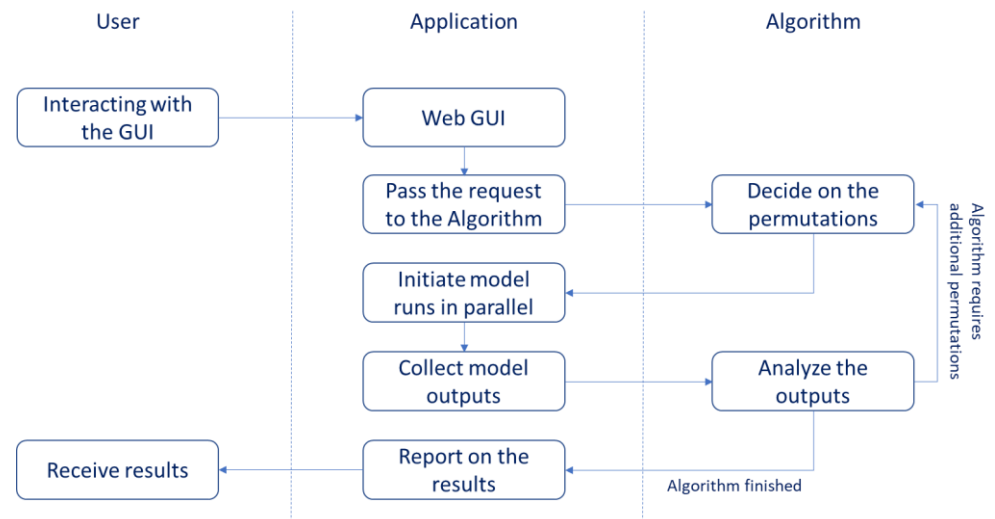 User
Application
Algorithm
Interacting with
the GUI
Web GUI
Pass the request
to the Algorithm
Decide on the
permutations
Algorithm requires
additional permutations
Initiate model
runs in parallel
Collect model
outputs
Analyze the
outputs
Receive results
Report on the
results
Algorithm finished